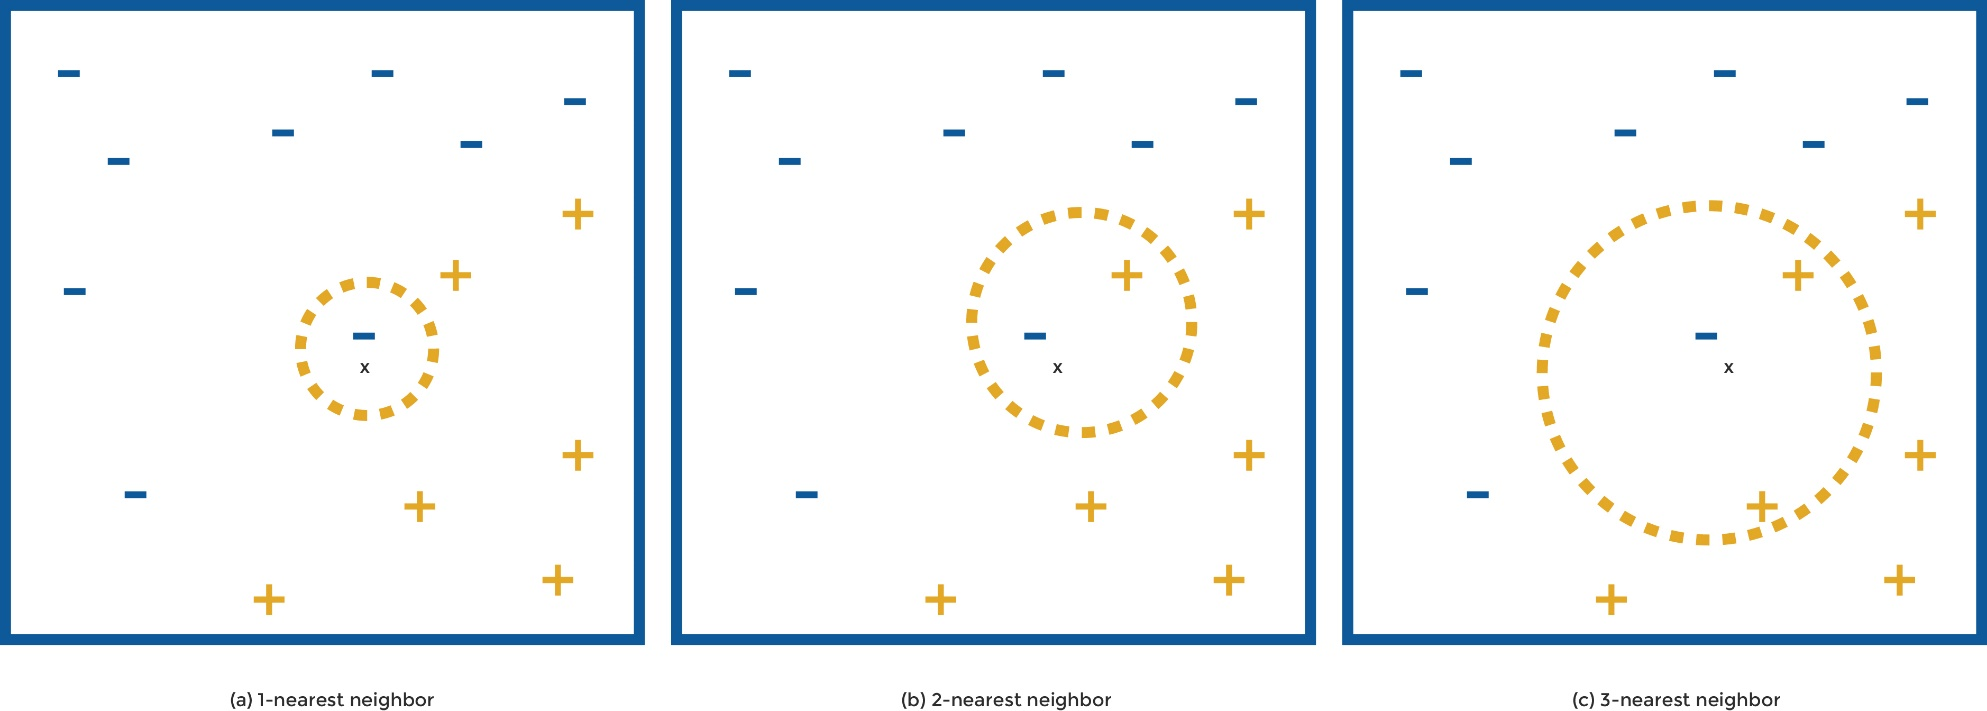 x
x
x
(a) 1-nearest neighbor
(b) 2-nearest neighbor
(c) 3-nearest neighbor